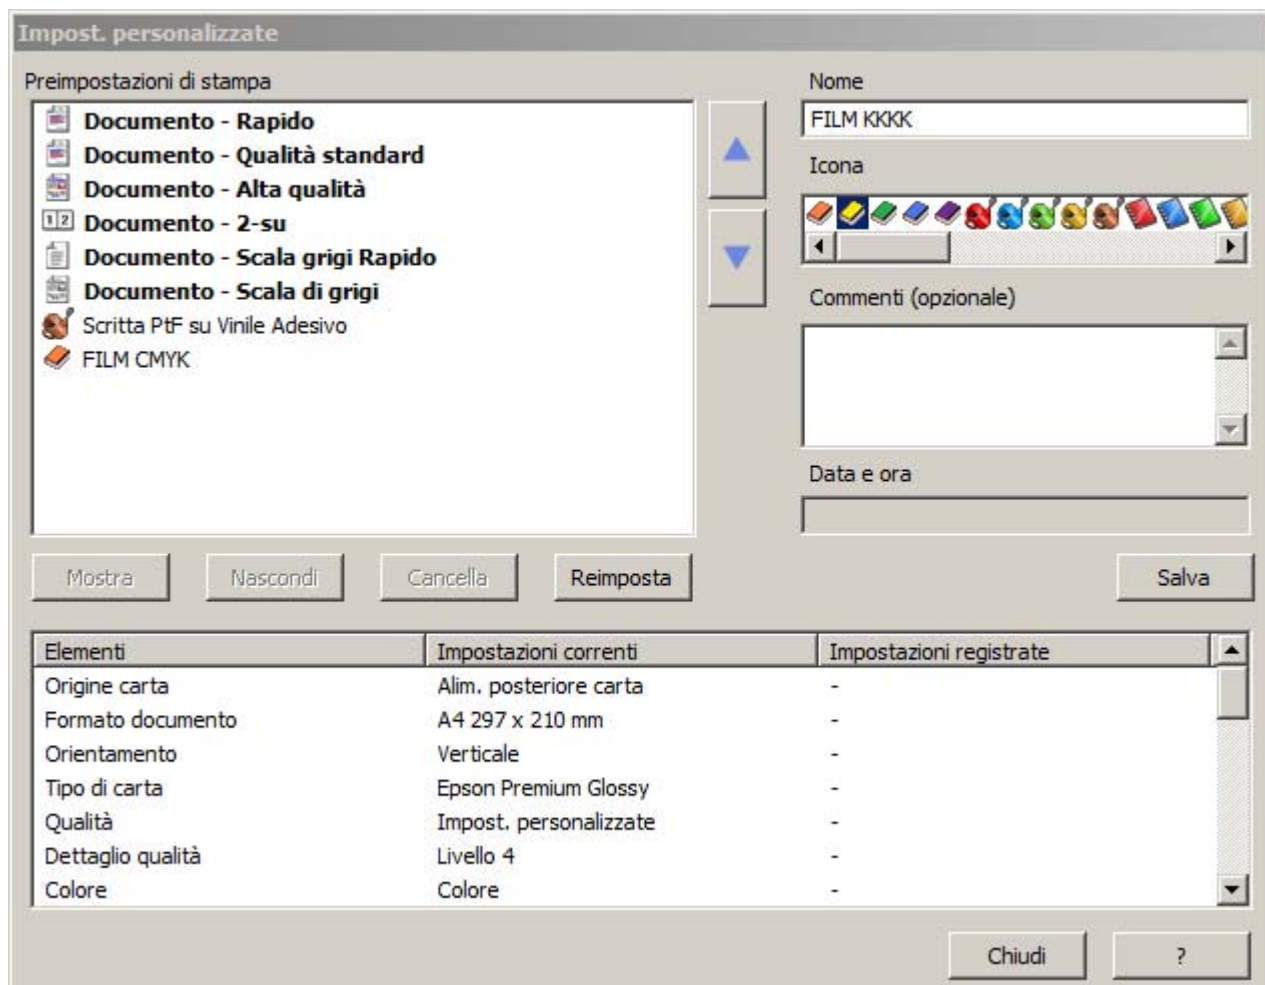 Impost. personalizzate
Preimpostazioni di stampa
Documento - Rapido
Documento - Qualità standard
Documento - Alta qualità
1 2 Documento - 2-su
Documento - Scala grigi Rapido
Documento - Scala di grigi
Scritta PtF su Vinile Adesivo
FILM CMYK
Nome
FILM KKKK
Icona
Commenti (opzionale)
Data e ora
Mostra Nascondi Cancella Reimposta Salva
Elementi Impostazioni correnti Impostazioni registrate
Origine carta Alim. posteriore carta -
Formato documento A4 297 x 210 mm -
Orientamento Verticale -
Tipo di carta Epson Premium Glossy -
Qualità Impost. personalizzate -
Dettaglio qualità Livello 4 -
Colore Colore -
Chiudi ?